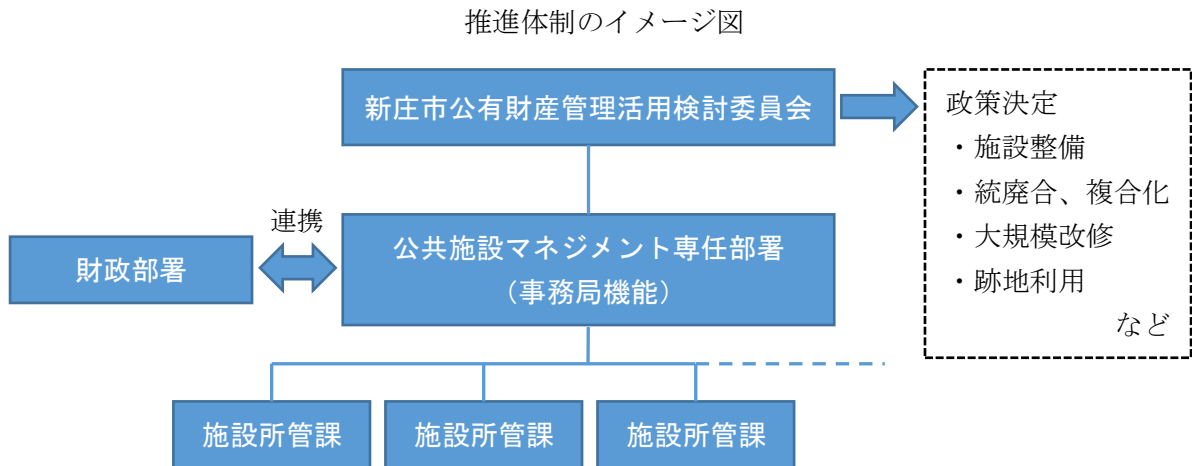 推進体制のイメージ図
新庄市公有財産管理活用検討委員会
政策決定
・施設整備
・統廃合、複合化
・大規模改修
・跡地利用
など
連携
財政部署
公共施設マネジメント専任部署
（事務局機能）
施設所管課
施設所管課
施設所管課